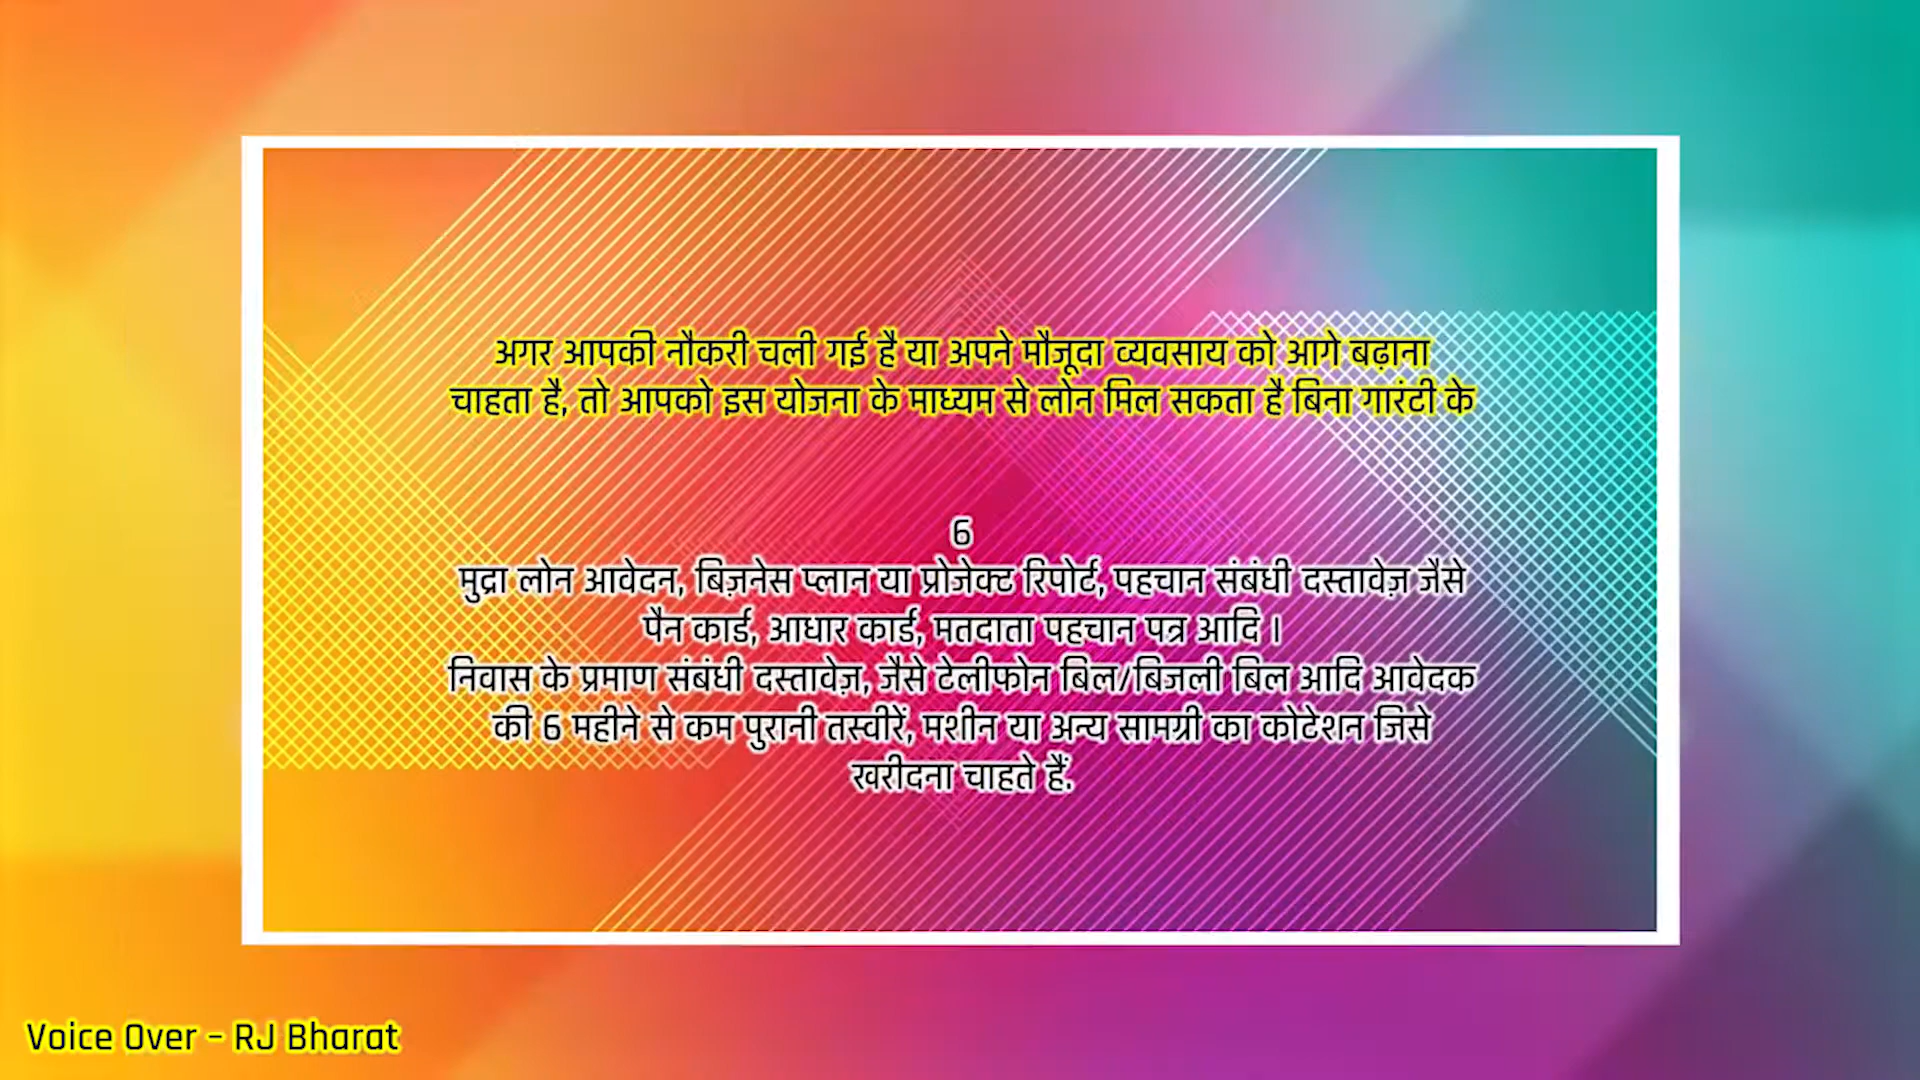 अगर आपकी नौकरी चली गई है या अपने मौजूदा व्यवसाय को आगे बढ़ाना
चाहता है, तो आपको इस योजना के माध्यम से लोन मिल सकता है बिना गारंटी के
6
मुद्रा लोन आवेदन, बिज़नेस प्लान या प्रोजेक्ट रिपोर्ट, पहचान संबंधी दस्तावेज़ जैसे
पैन कार्ड, आधार कार्ड, मतदाता पहचान पत्र आदि ।
निवास के प्रमाण संबंधी दस्तावेज़, जैसे टेलीफोन बिल/बिजली बिल आदि आवेदक
की 6 महीने से कम पुरानी तस्वीरें, मशीन या अन्य सामग्री का कोटेशन जिसे
खरीदना चाहते हैं.
Voice Over – RJ Bharat